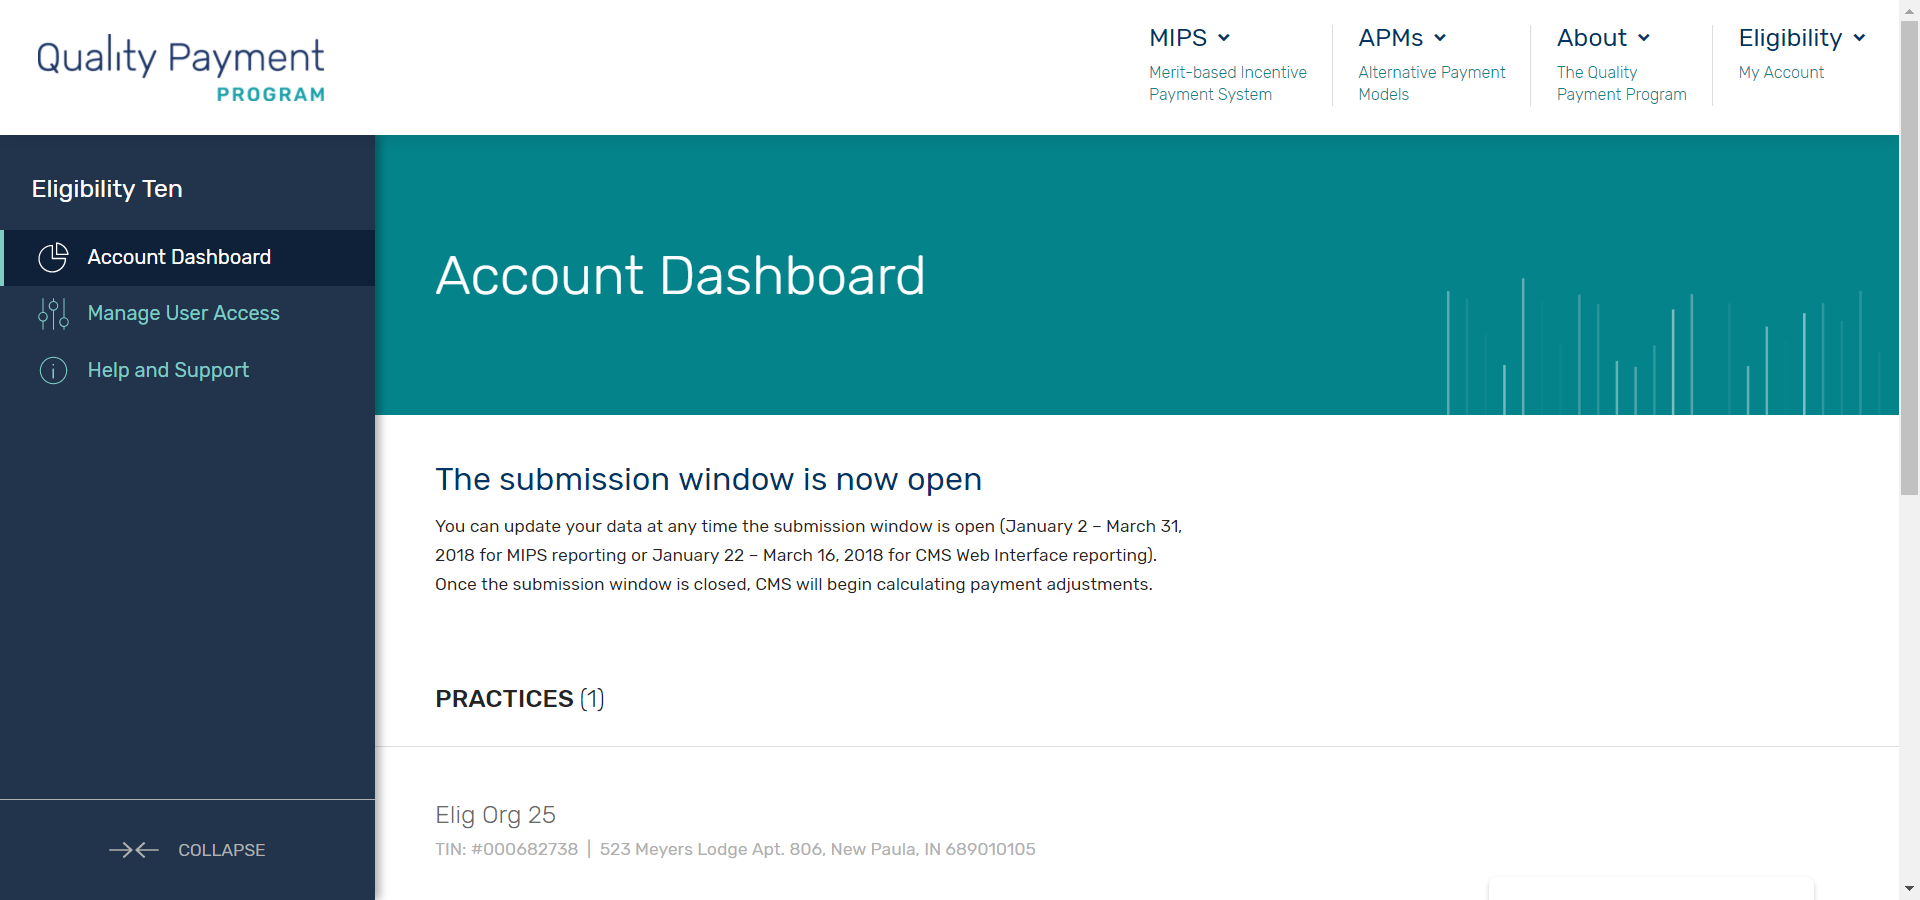 Quality Payment
PROGRAM
MIPS
Merit-based Incentive
Payment System
APMs
Alternative Payment
Models
About
The Quality
Payment Program
Eligibility
My Account
Eligibility Ten
Account Dashboard
Manage User Access
Help and Support
COLLAPSE
Account Dashboard
The submission window is now open
You can update your data at any time the submission window is open (January 2 – March 31,
2018 for MIPS reporting or January 22 – March 16, 2018 for CMS Web Interface reporting).
Once the submission window is closed, CMS will begin calculating payment adjustments.
PRACTICES (1)
Elig Org 25
TIN: #000682738 | 523 Meyers Lodge Apt. 806, New Paula, IN 689010105